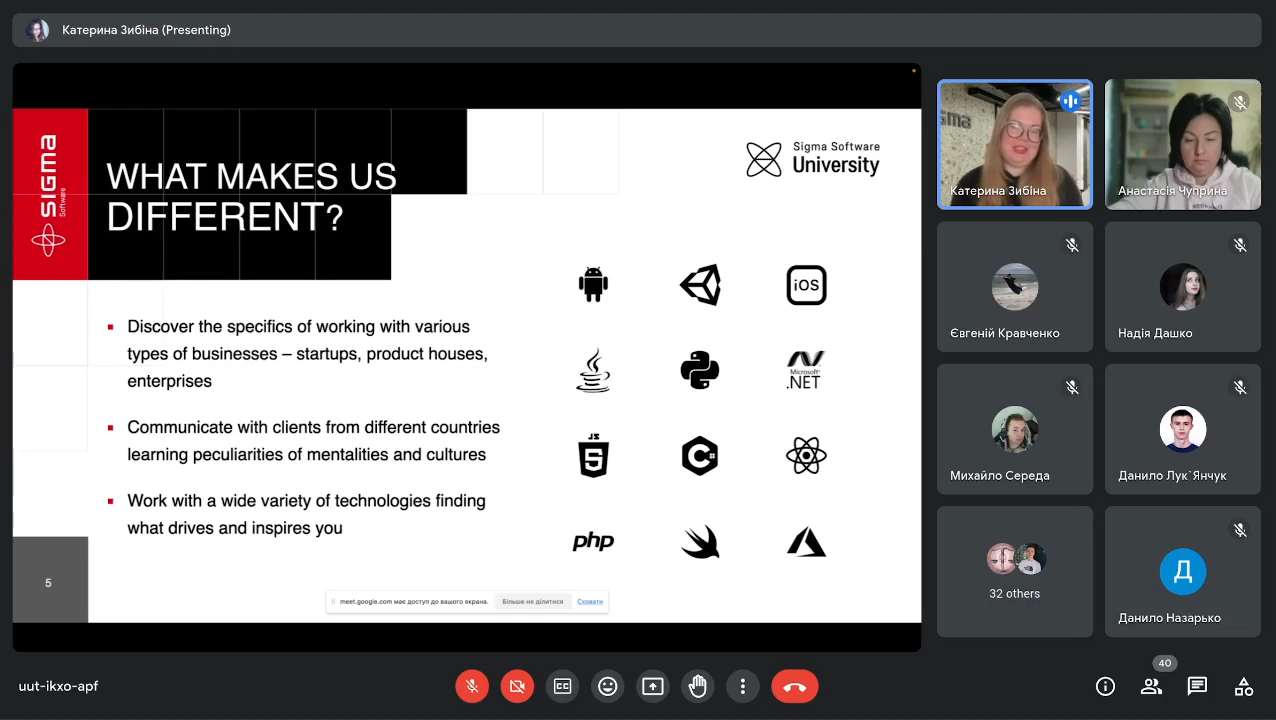 Катерина Зибіна (Presenting)
SIGMA
Software
WHAT MAKES US
DIFFERENT?
Sigma Software
University
iOS
Discover the specifics of working with various
types of businesses – startups, product houses,
enterprises
Microsoft
.NET
Communicate with clients from different countries
learning peculiarities of mentalities and cultures
JS
5
C#
Work with a wide variety of technologies finding
what drives and inspires you
php
5
meet.google.com має доступ до вашого екрана.
Більше не ділитися
Сховати
gma
Катерина Зибіна
Анастасія Чуприна
Євгеній Кравченко
Надія Дашко
Михайло Середа
Данило Лук`Янчук
32 others
Д
Данило Назарько
uut-ikxo-apf
CC
40